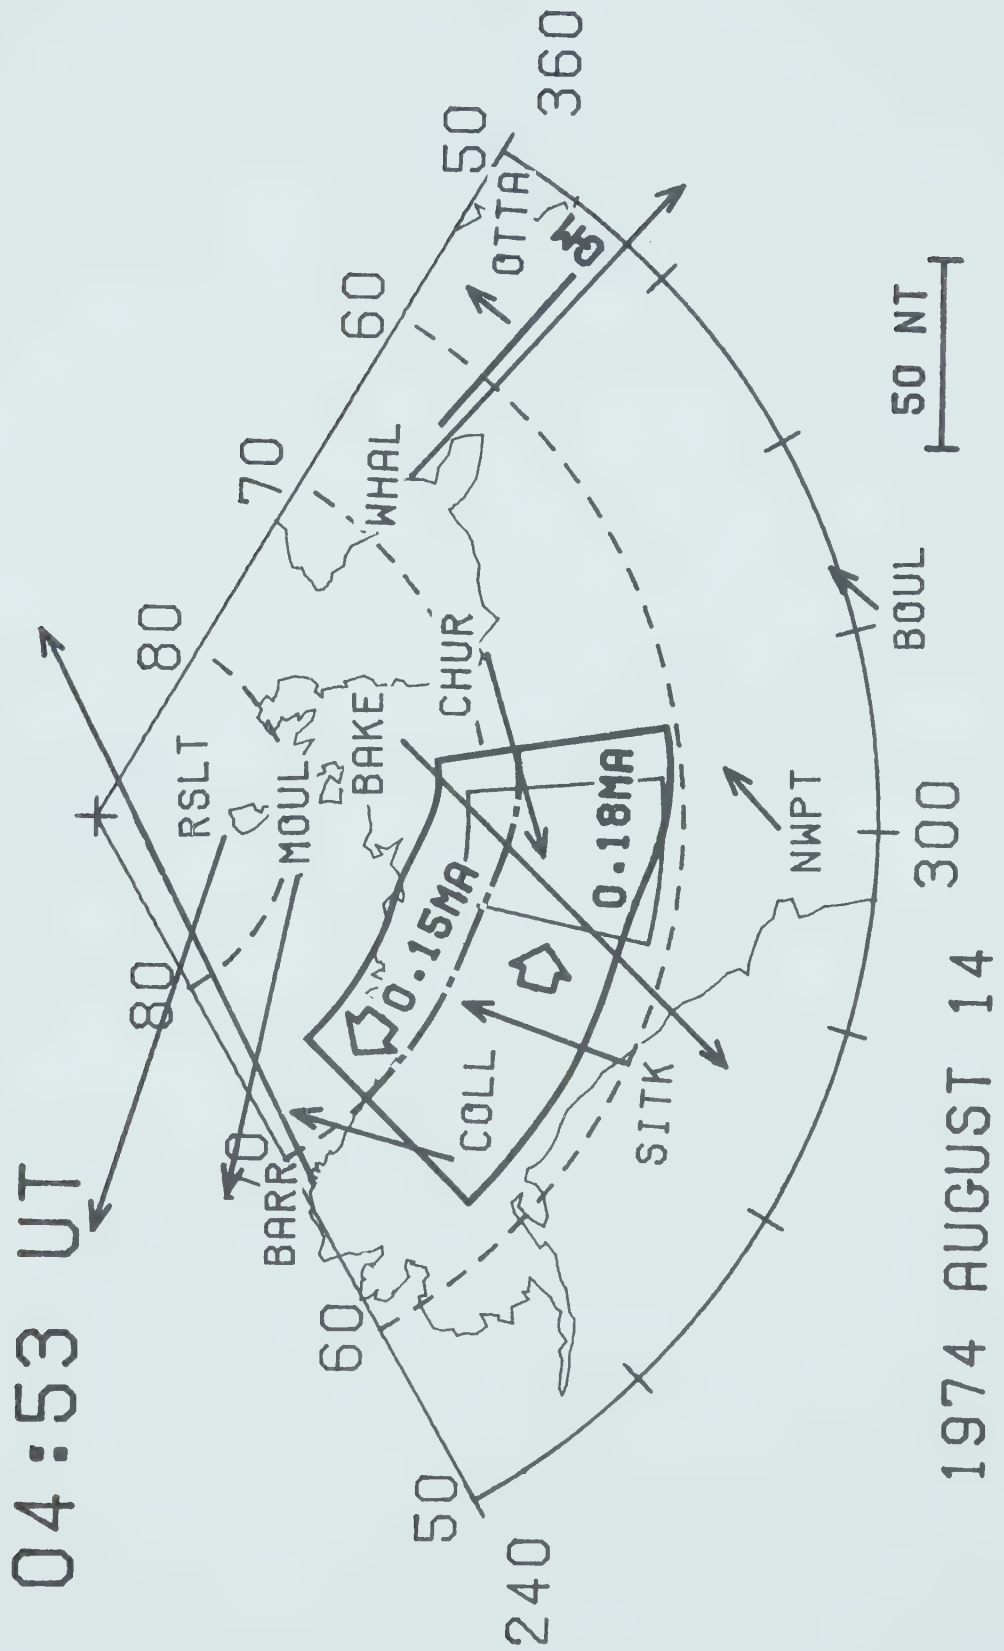 04:53 UT
50
60
70
80
80
70
60
50
240
300
360
RSLT
MOUL
BAKE
CHUR
WHAL
OTTA
GM
BARR
COLL
SITK
NWPT
BOUL
0.15MA
0.18MA
50 NT
1974 AUGUST 14